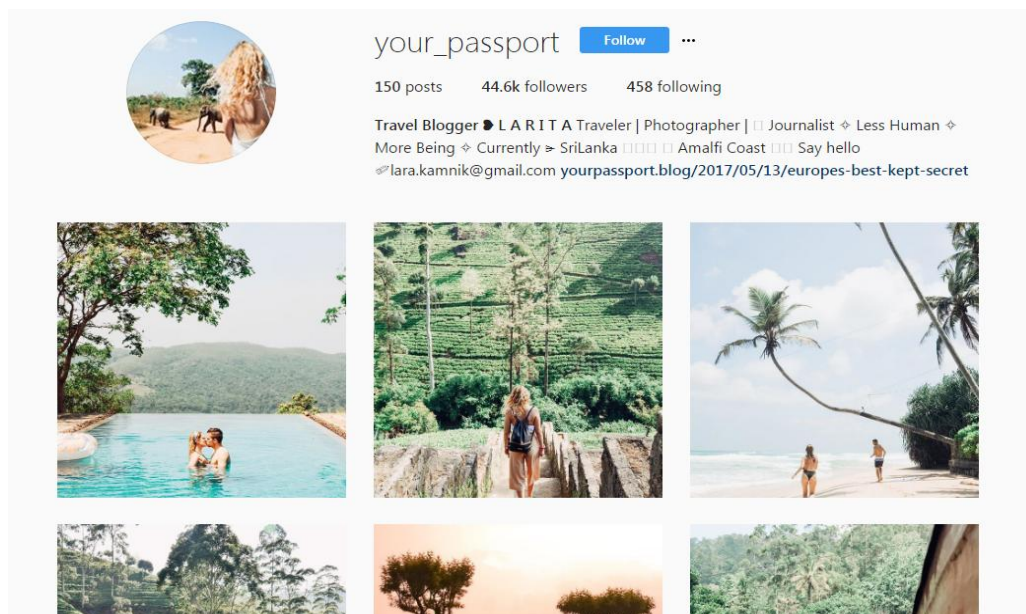 your_passport Follow ...
150 posts 44.6k followers 458 following
Travel Blogger ❥ L A R I T A Traveler | Photographer | □ Journalist ✧ Less Human ✧
More Being ✧ Currently ➣ SriLanka □□□ □ Amalfi Coast □□ Say hello
✐lara.kamnik@gmail.com yourpassport.blog/2017/05/13/europes-best-kept-secret